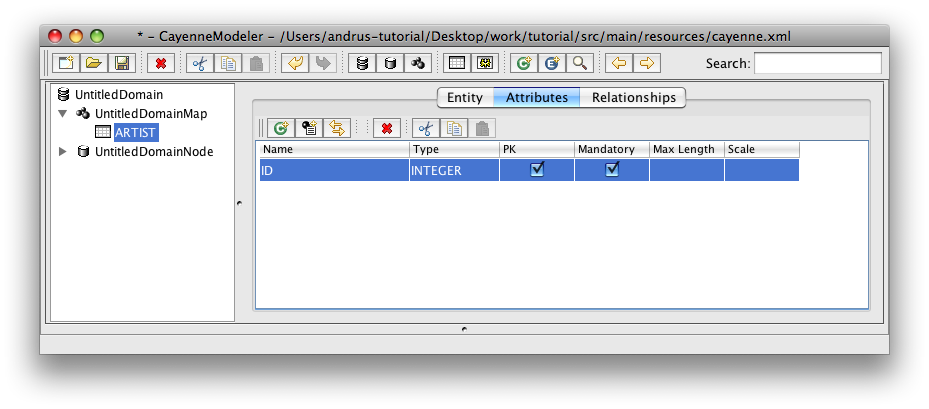 * – CayenneModeler – /Users/andrus-tutorial/Desktop/work/tutorial/src/main/resources/cayenne.xml
Search:
UntitledDomain
UntitledDomainMap
ARTIST
UntitledDomainNode
Entity Attributes Relationships
Name Type PK Mandatory Max Length Scale
ID INTEGER